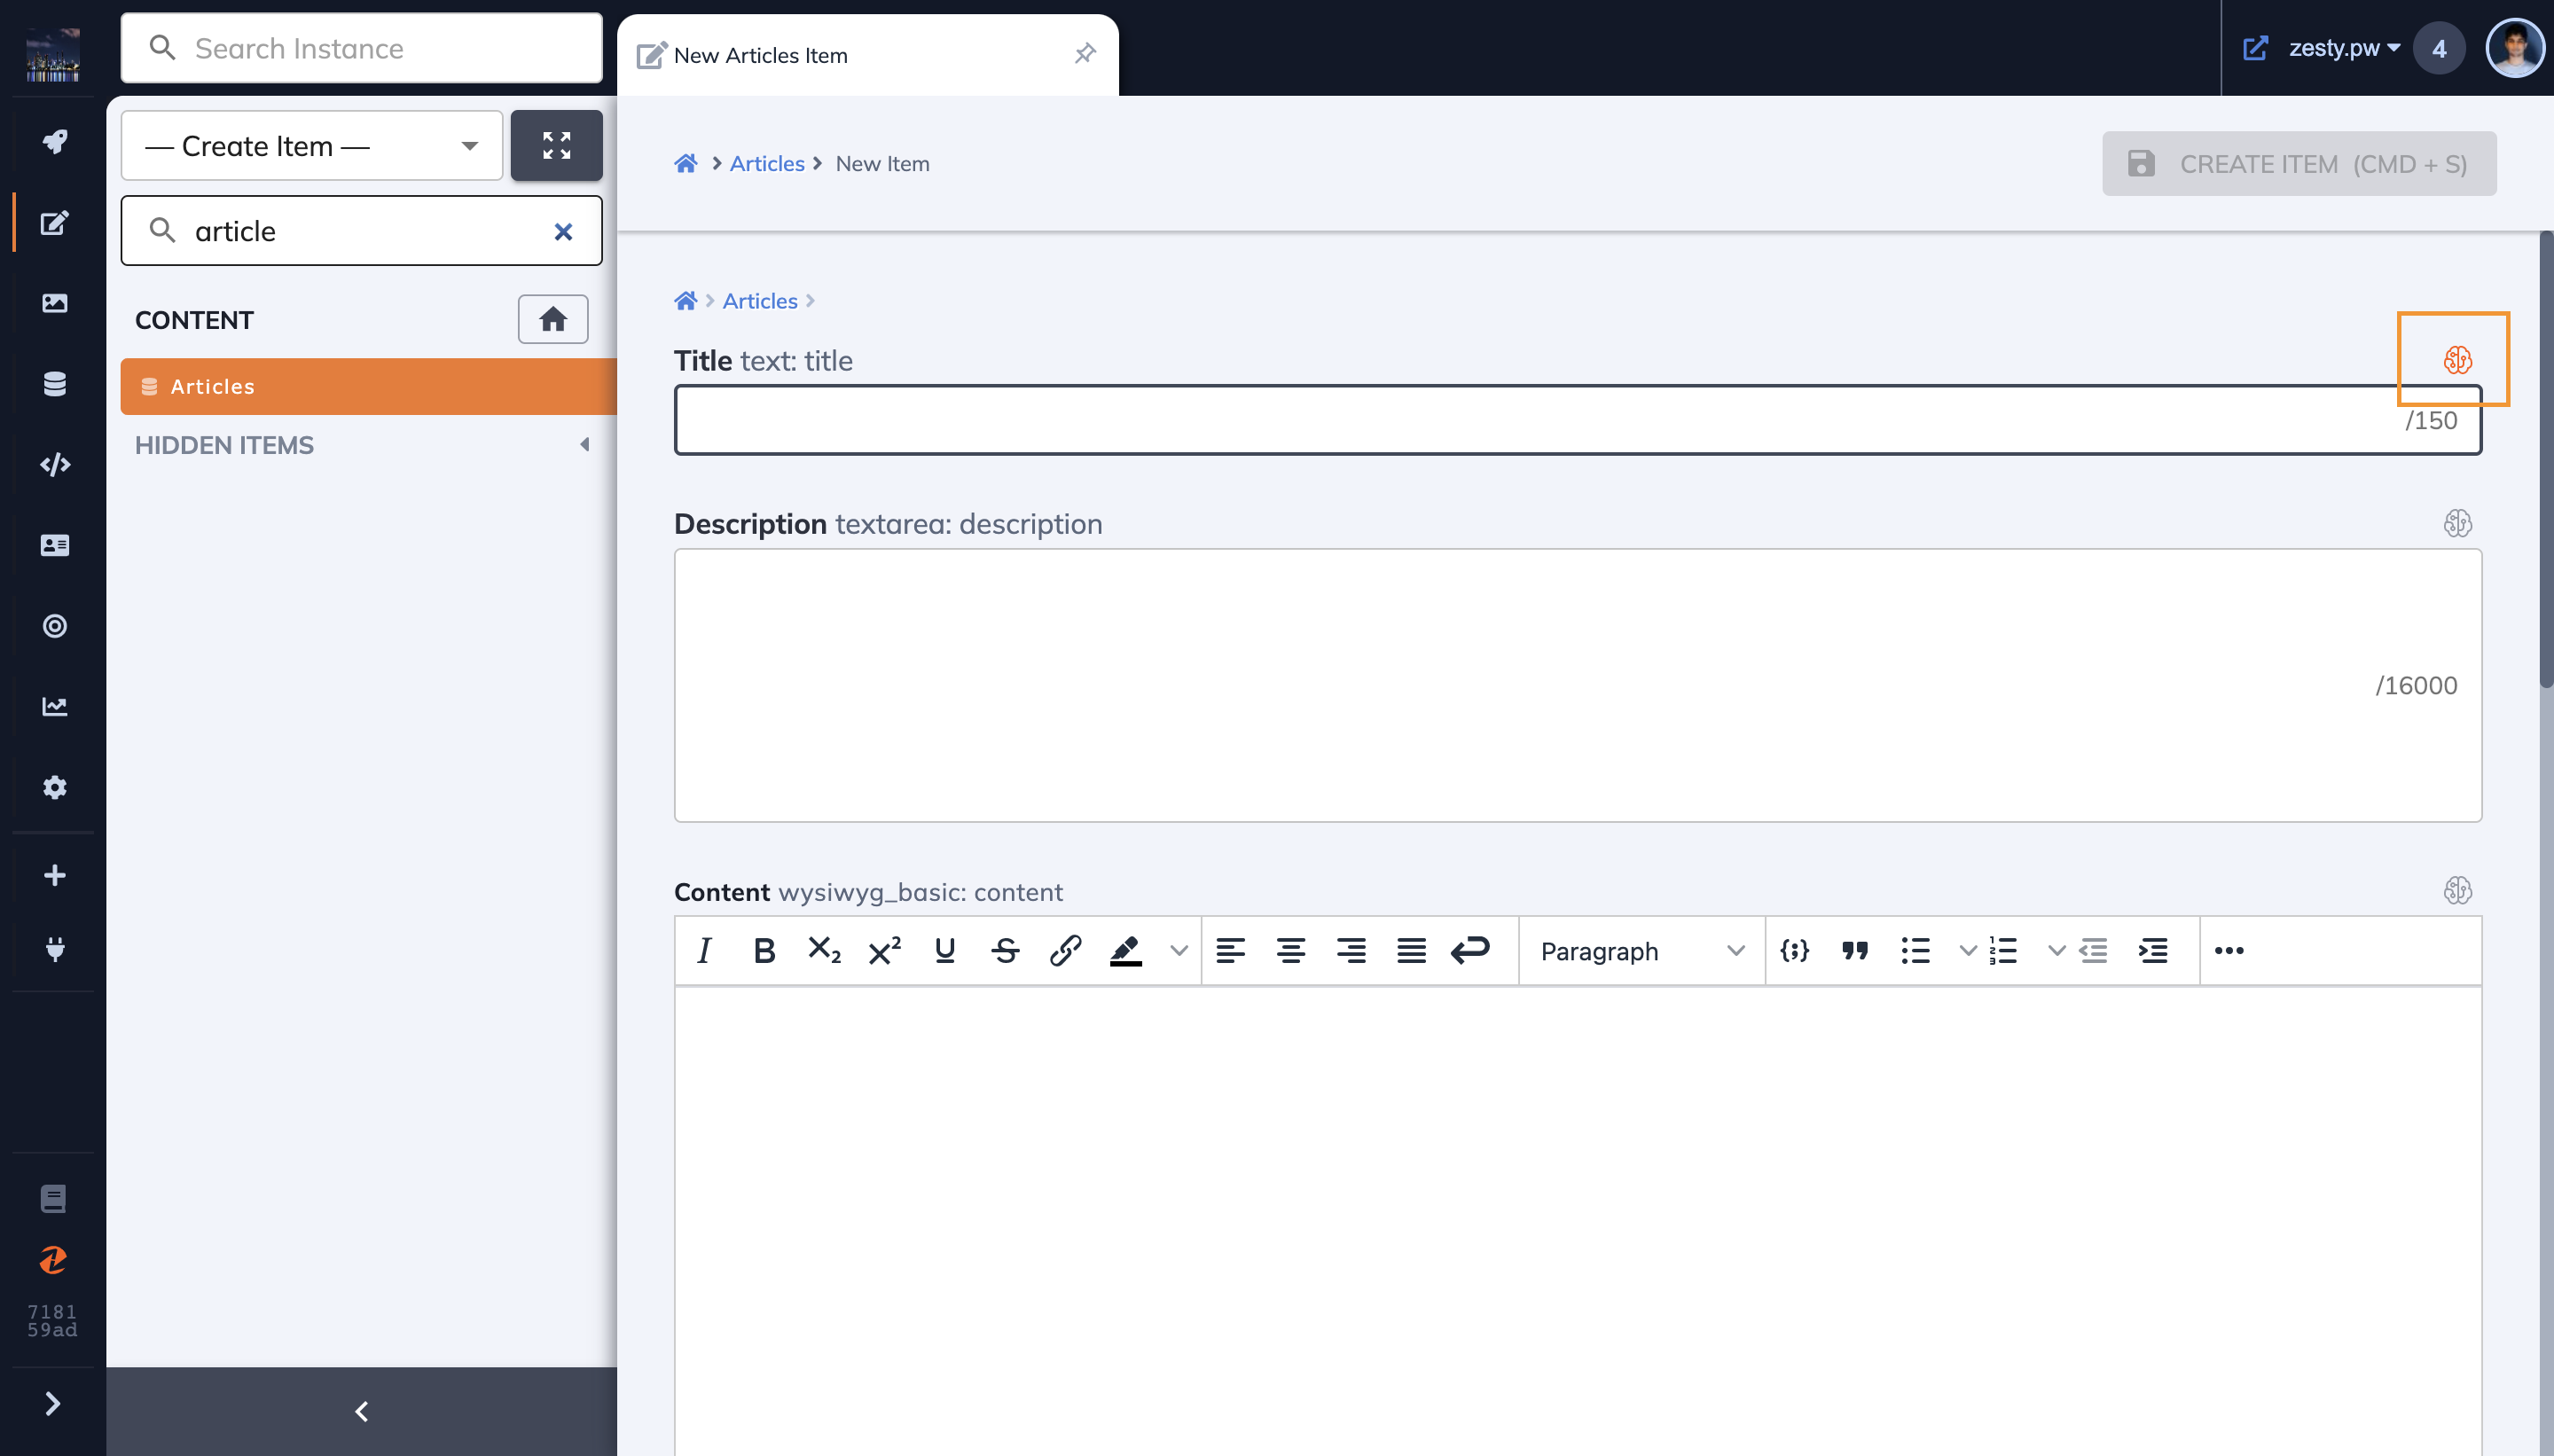 Search Instance
New Articles Item
zesty.pw
4
— Create Item —
article
CONTENT
Articles
HIDDEN ITEMS
7181
59ad
Articles
New Item
CREATE ITEM (CMD + S)
Articles
Title text: title
/150
Description textarea: description
/16000
Content wysiwyg_basic: content
Paragraph